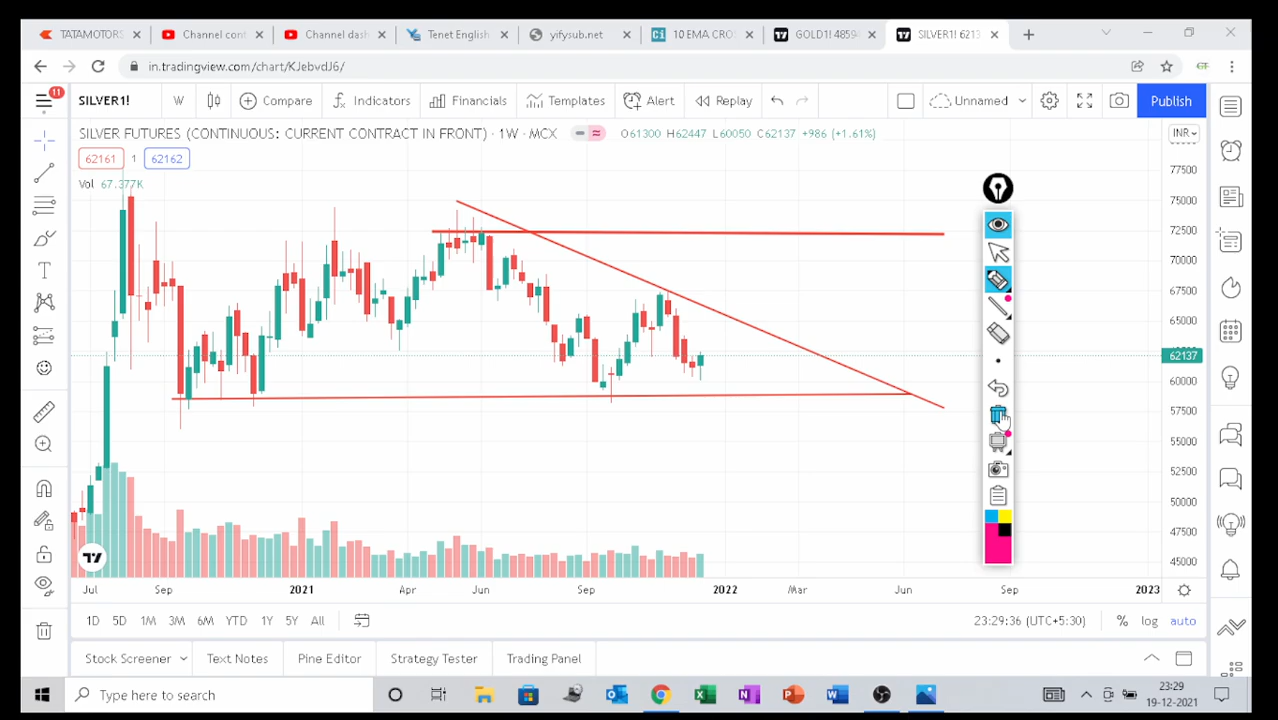 TATAMOTORS
Channel cont
Channel dash
Tenet English
yifysub.net
10 EMA CROS
GOLD1! 4859
SILVER1! 6213
in.tradingview.com/chart/KJebvdJ6/
11
SILVER1!
W
Compare
Indicators
Financials
Templates
Alert
Replay
Unnamed
Publish
SILVER FUTURES (CONTINUOUS: CURRENT CONTRACT IN FRONT) · 1W · MCX
O61300 H62447 L60050 C62137 +986 (+1.61%)
INR
62161 1 62162
Vol 67.377K
77500
75000
72500
70000
67500
65000
62137
60000
57500
55000
52500
50000
47500
45000
Jul Sep 2021 Apr Jun Sep 2022 Mar Jun Sep 2023
1D 5D 1M 3M 6M YTD 1Y 5Y All
23:29:36 (UTC+5:30) % log auto
Stock Screener Text Notes Pine Editor Strategy Tester Trading Panel
Type here to search
23:29
19-12-2021